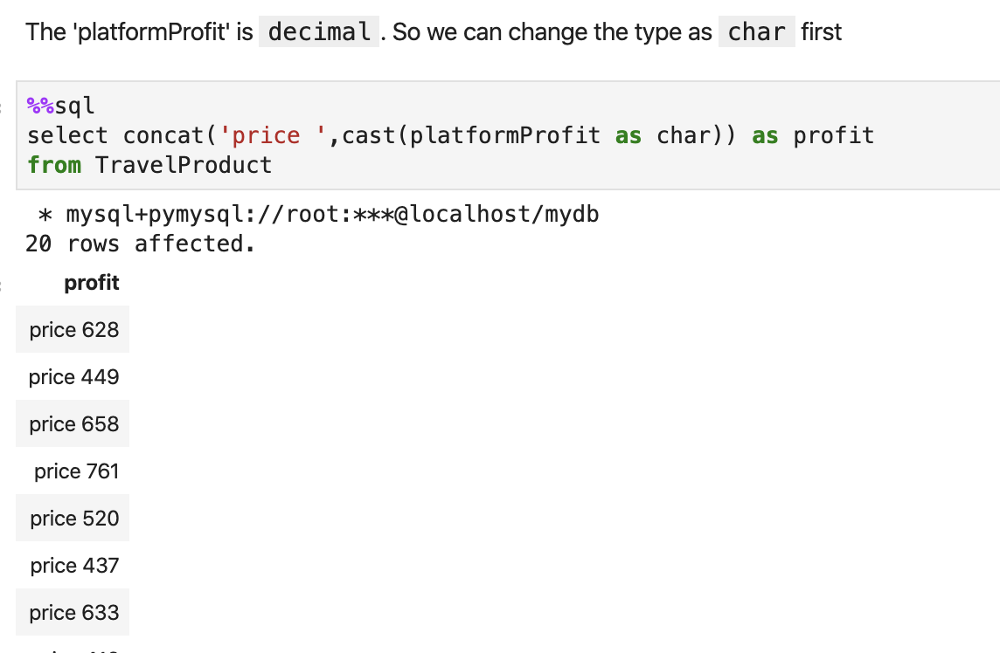 The 'platformProfit' is decimal. So we can change the type as char first
%%sql
select concat('price ',cast(platformProfit as char)) as profit
from TravelProduct
* mysql+pymysql://root:***@localhost/mydb
20 rows affected.
profit
price 628
price 449
price 658
price 761
price 520
price 437
price 633